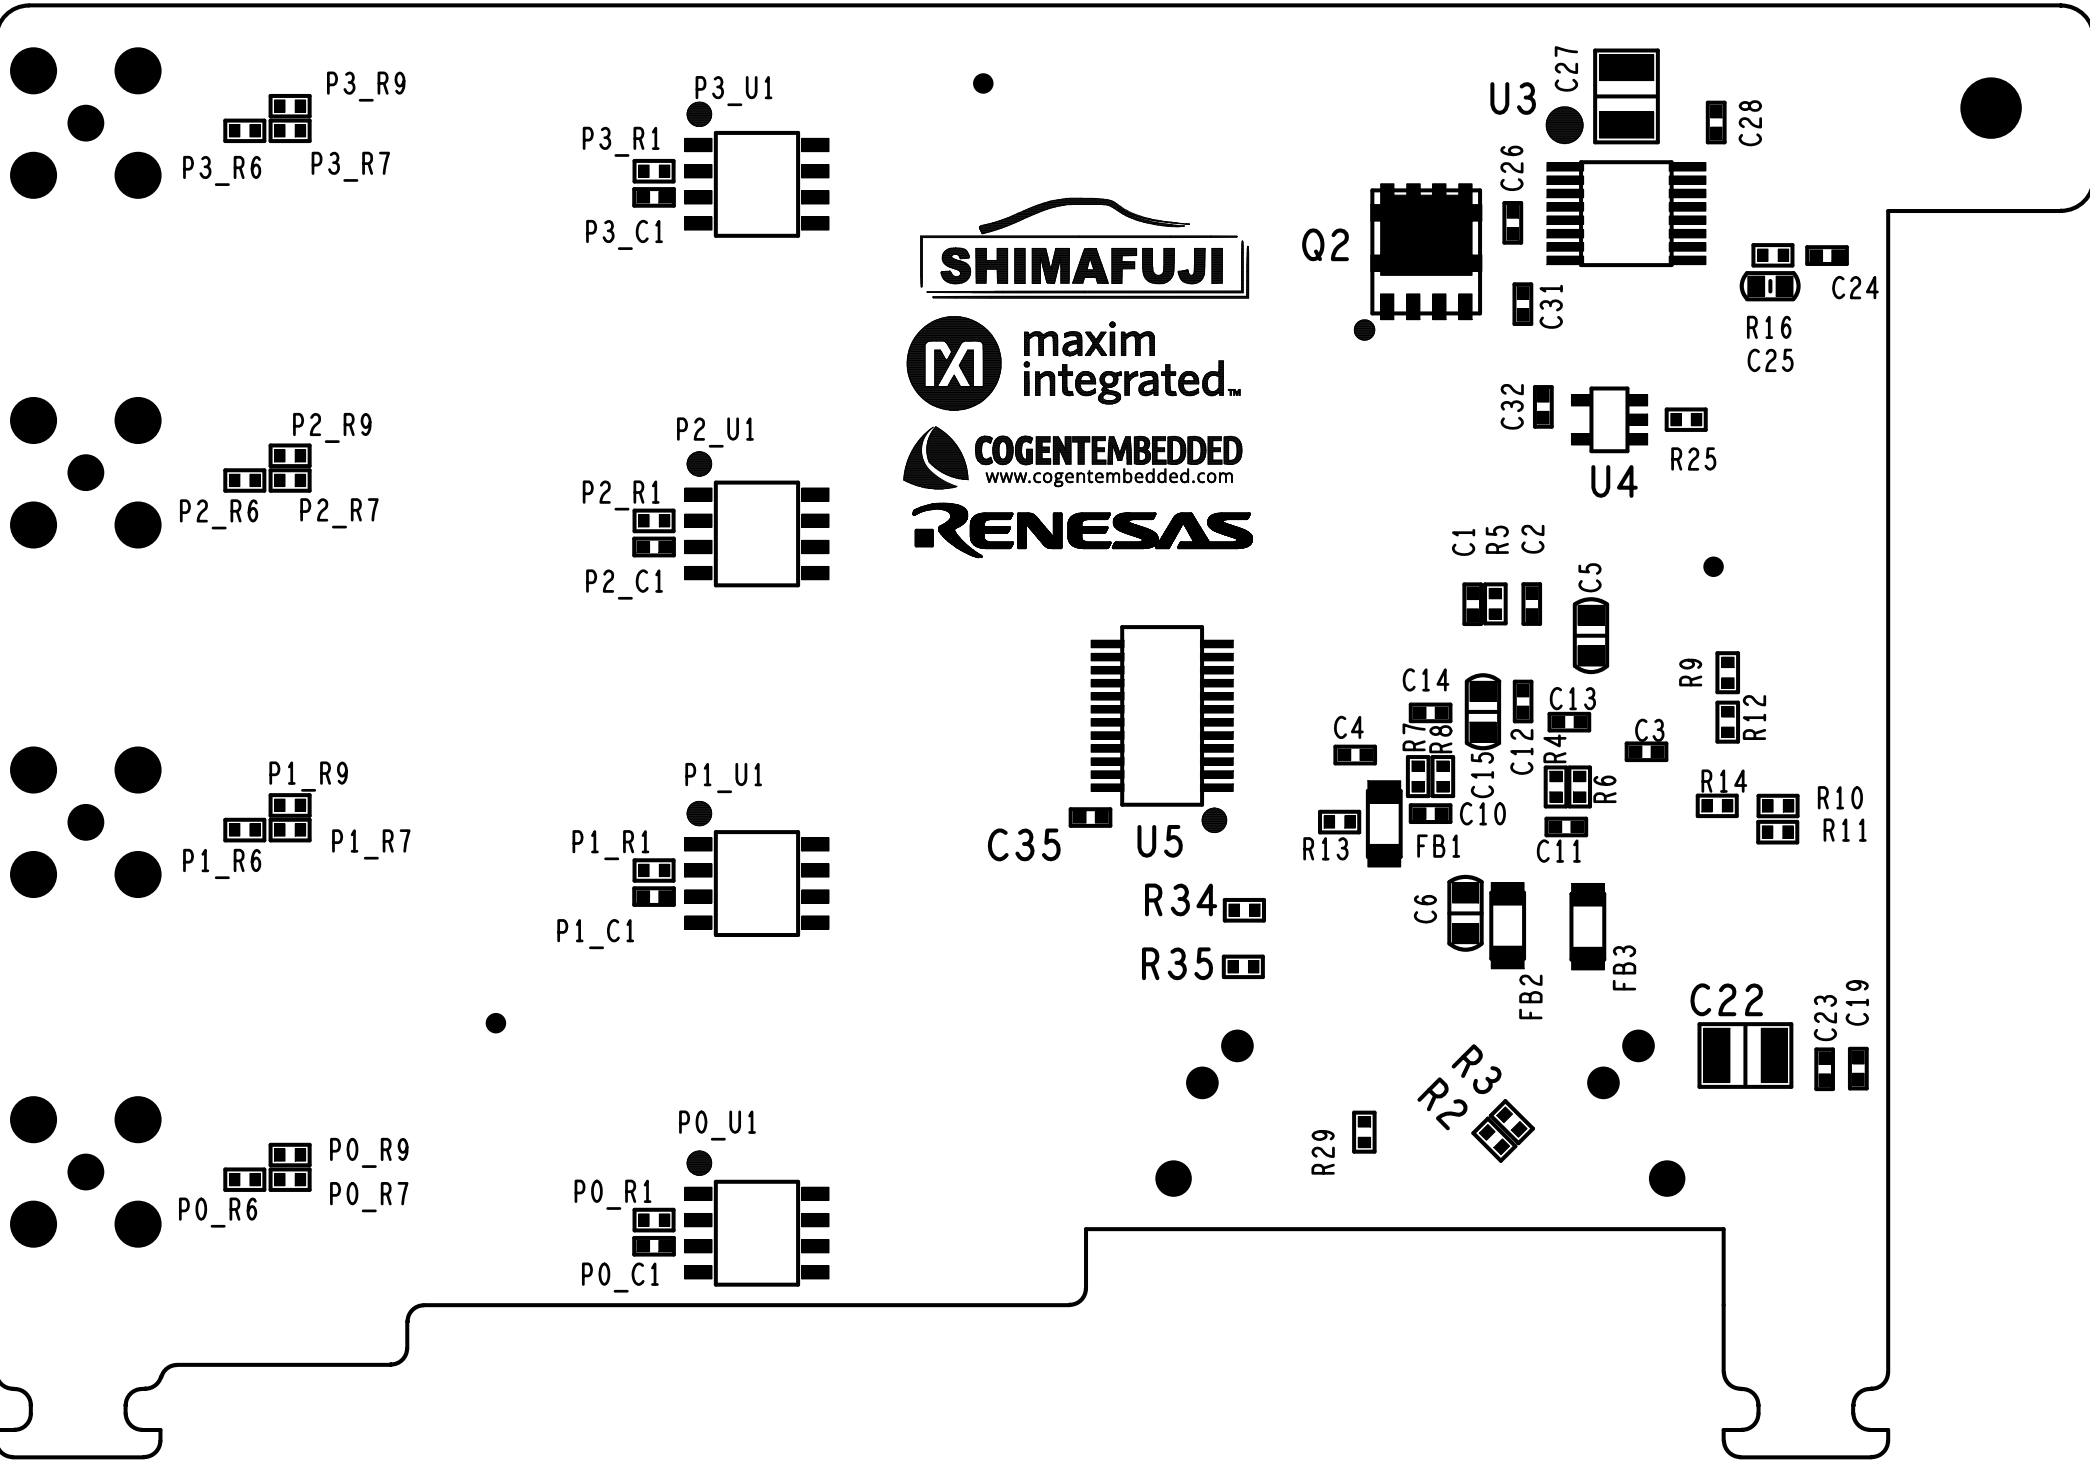 P3_R9
P3_R6
P3_R7
P3_U1
P3_R1
P3_C1
P2_R9
P2_R6
P2_R7
P2_U1
P2_R1
P2_C1
P1_R9
P1_R6
P1_R7
P1_U1
P1_R1
P1_C1
P0_R9
P0_R7
P0_R6
P0_U1
P0_R1
P0_C1
SHIMAFUJI
maxim
integrated™
COGENTEMBEDDED
www.cogentembedded.com
RENESAS
U3
C27
C28
C26
Q2
C31
C24
R16
C25
C32
U4
R25
C1
R5
C2
C5
R9
R12
C14
C4
R7
R8
C15
C12
C13
R4
R6
C3
R14
R10
R11
C35
U5
R13
FB1
C10
C11
R34
R35
C6
FB2
FB3
C22
C23
C19
R3
R2
R29